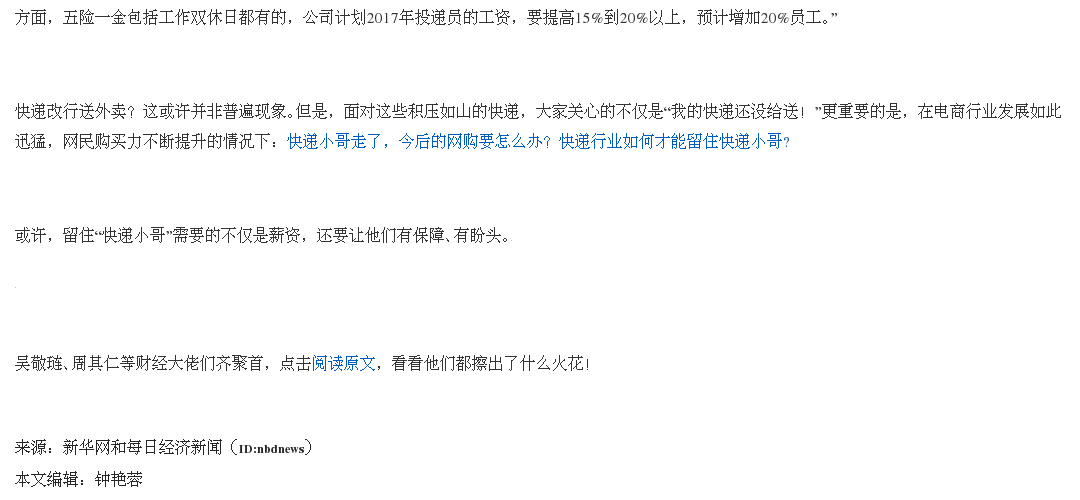 方面，五险一金包括工作双休日都有的，公司计划2017年投递员的工资，要提高15%到20%以上，预计增加20%员工。”
快递改行送外卖？这或许并非普遍现象。但是，面对这些积压如山的快递，大家关心的不仅是“我的快递还没给送！”更重要的是，在电商行业发展如此
迅猛，网民购买力不断提升的情况下：快递小哥走了，今后的网购要怎么办？快递行业如何才能留住快递小哥?
或许，留住“快递小哥”需要的不仅是薪资，还要让他们有保障、有盼头。
吴敬琏、周其仁等财经大佬们齐聚首，点击阅读原文，看看他们都擦出了什么火花！
来源：新华网和每日经济新闻（ID:nbdnews）
本文编辑：钟艳蓉